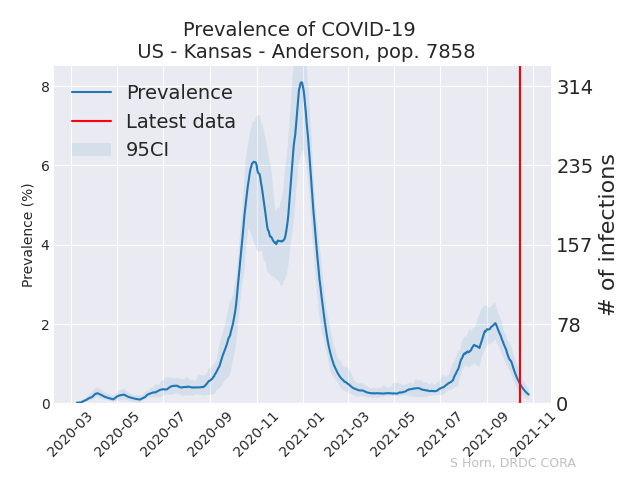 Prevalence of COVID-19
US - Kansas - Anderson, pop. 7858
Prevalence
Latest data
95CI
Prevalence (%)
8
6
4
2
0
314
235
157
78
0
# of infections
2020-03
2020-05
2020-07
2020-09
2020-11
2021-01
2021-03
2021-05
2021-07
2021-09
2021-11
S Horn, DRDC CORA